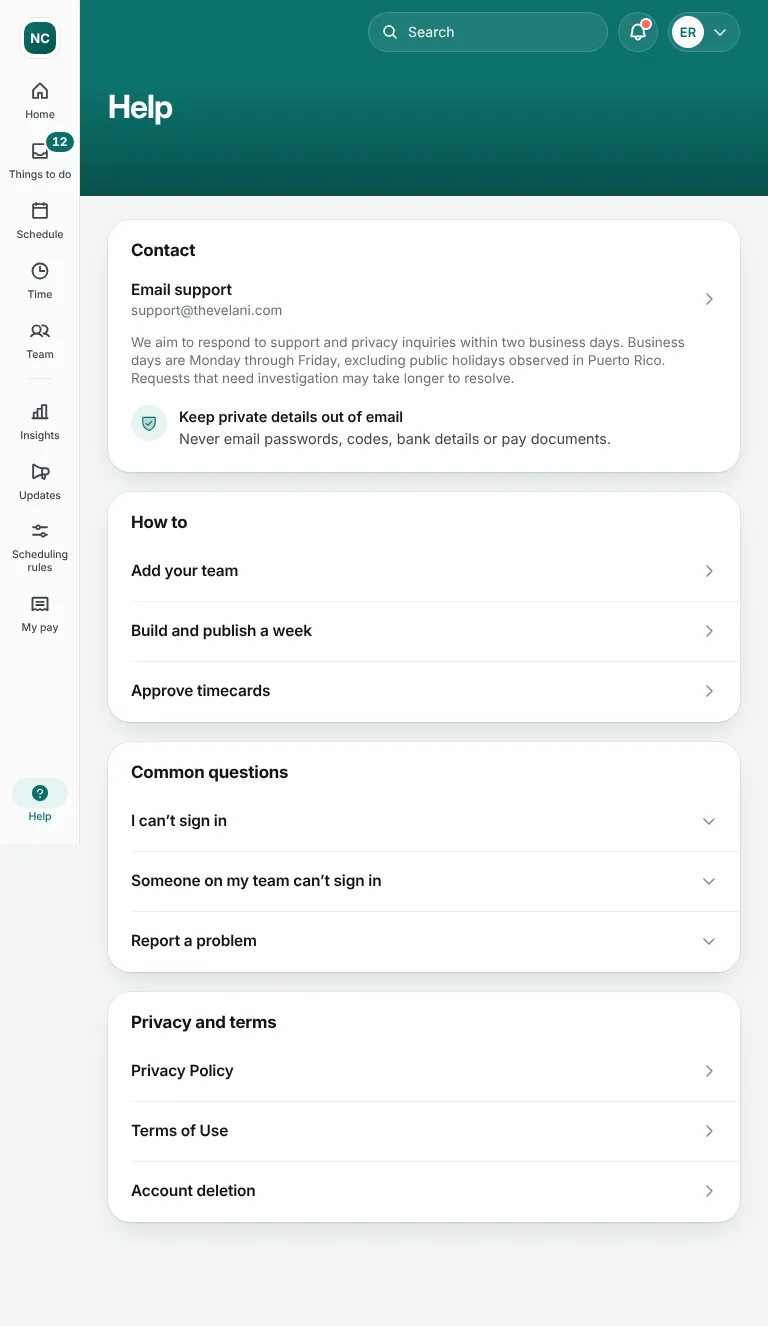 NC
Search
ER
Home
12
Things to do
Schedule
Time
Team
Insights
Updates
Scheduling
rules
My pay
Help
Help
Contact
Email support
support@thevelani.com
We aim to respond to support and privacy inquiries within two business days. Business
days are Monday through Friday, excluding public holidays observed in Puerto Rico.
Requests that need investigation may take longer to resolve.
Keep private details out of email
Never email passwords, codes, bank details or pay documents.
How to
Add your team
Build and publish a week
Approve timecards
Common questions
I can’t sign in
Someone on my team can’t sign in
Report a problem
Privacy and terms
Privacy Policy
Terms of Use
Account deletion